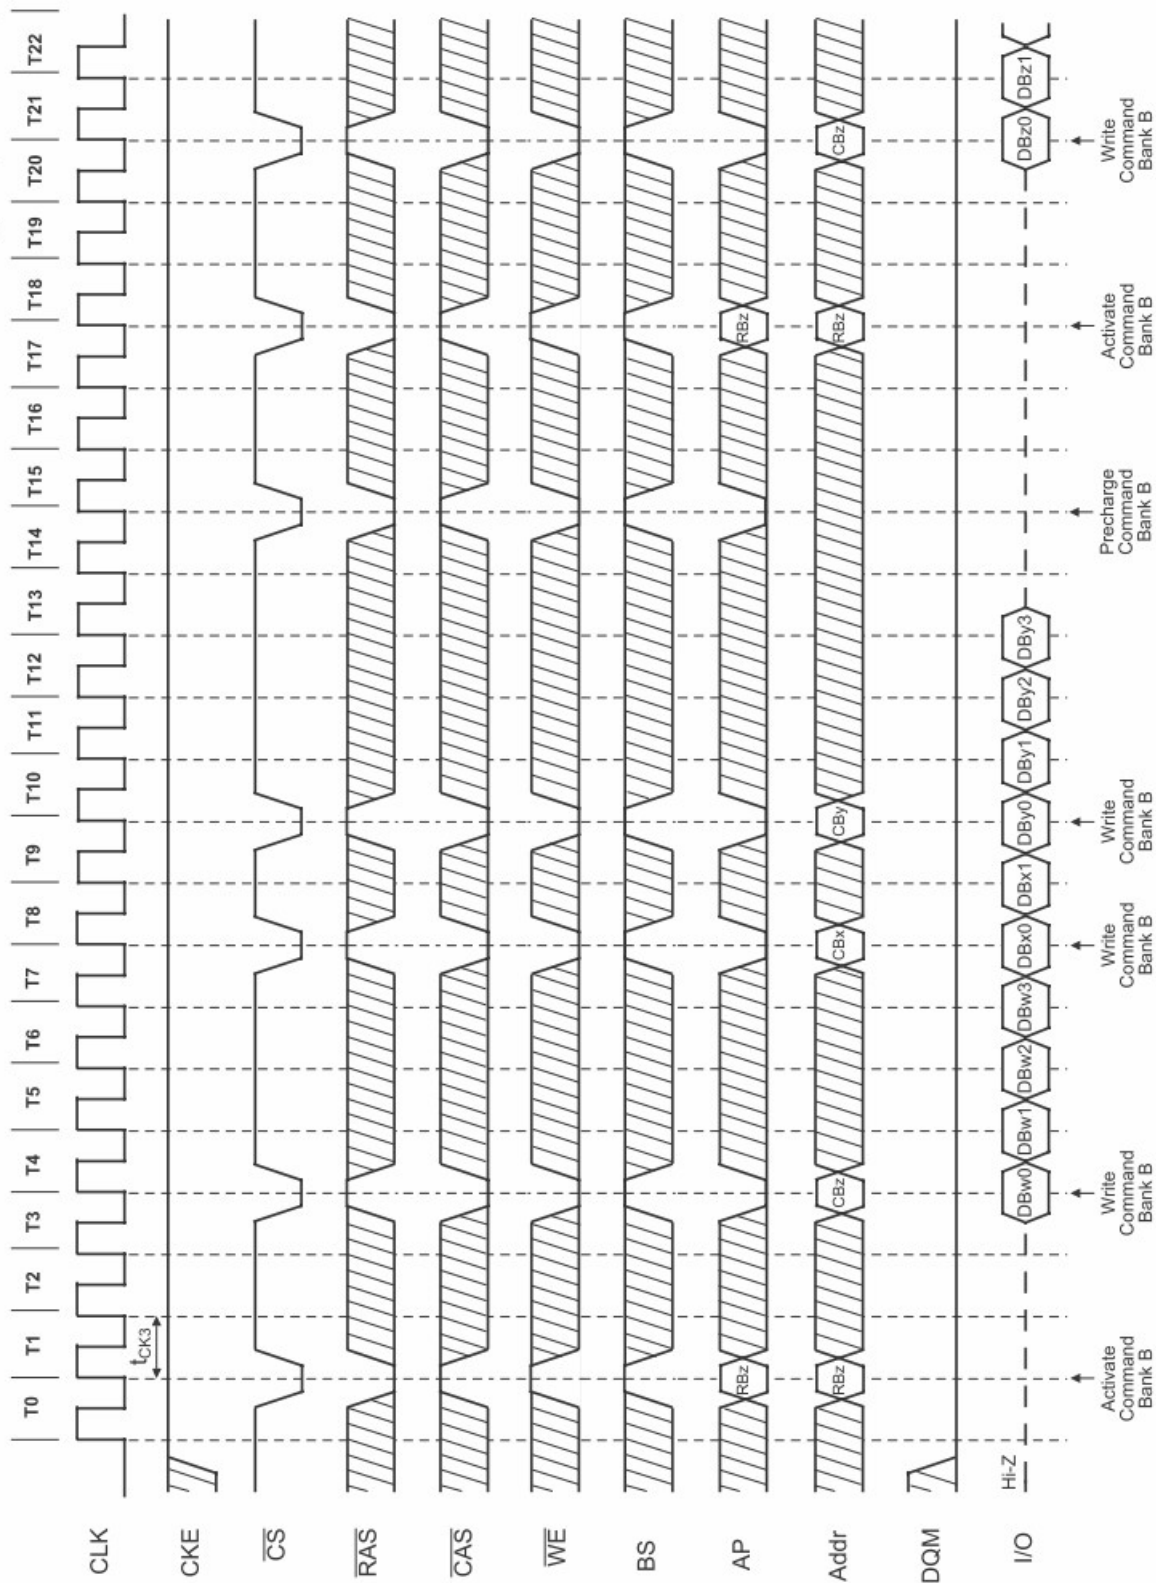 T0 T1 T2 T3 T4 T5 T6 T7 T8 T9 T10 T11 T12 T13 T14 T15 T16 T17 T18 T19 T20 T21 T22
CLK
tCK3
CKE
CS
RAS
CAS
WE
BS
AP
RBz RBz
Addr
RBz CBz CBx CBy RBz CBz
DQM
I/O
Hi-Z
DBw0 DBw1 DBw2 DBw3 DBx0 DBx1 DBy0 DBy1 DBy2 DBy3 DBz0 DBz1
Activate
Command
Bank B
Write
Command
Bank B
Write
Command
Bank B
Write
Command
Bank B
Precharge
Command
Bank B
Activate
Command
Bank B
Write
Command
Bank B